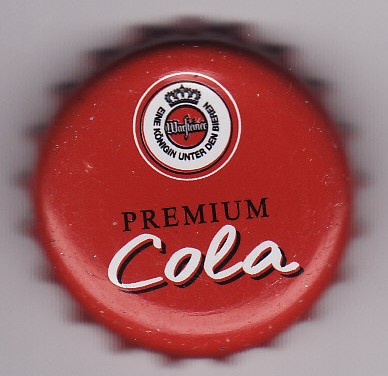 EINE KÖNIGIN UNTER DEN BIEREN
Warsteiner
PREMIUM
Cola